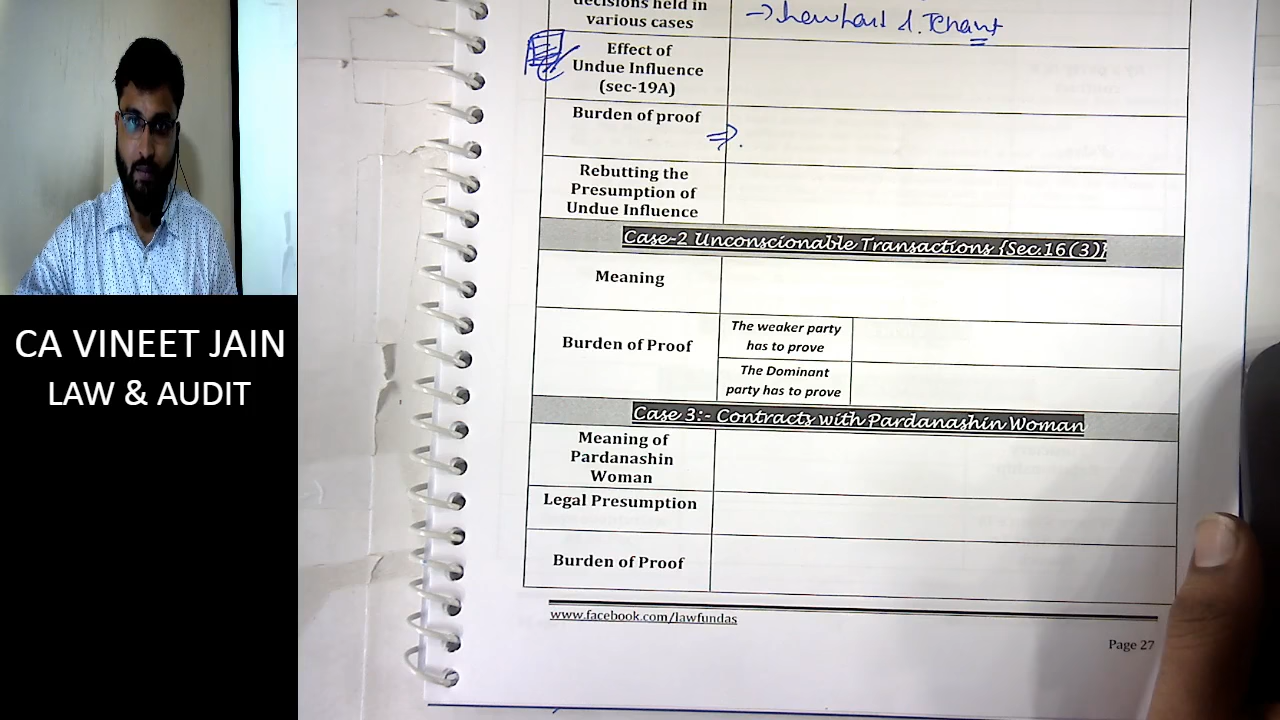 decisions held in
various cases
→ Landlord & Tenant
Effect of
Undue Influence
(sec-19A)
Burden of proof
⇒.
Rebutting the
Presumption of
Undue Influence
Case-2 Unconscionable Transactions {Sec.16(3)}
Meaning
Burden of Proof
The weaker party
has to prove
The Dominant
party has to prove
Case 3:- Contracts with Pardanashin Woman
Meaning of
Pardanashin
Woman
Legal Presumption
Burden of Proof
www.facebook.com/lawfundas
Page 27
CA VINEET JAIN
LAW & AUDIT